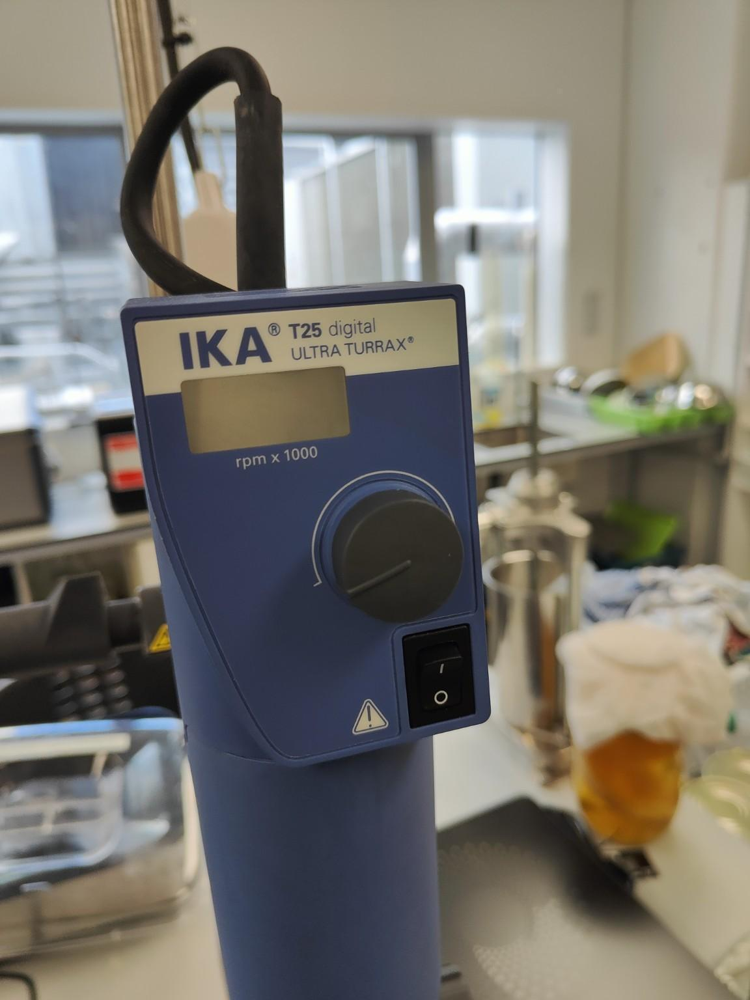 IKA® T25 digital
ULTRA TURRAX®
rpm x 1000
I
O